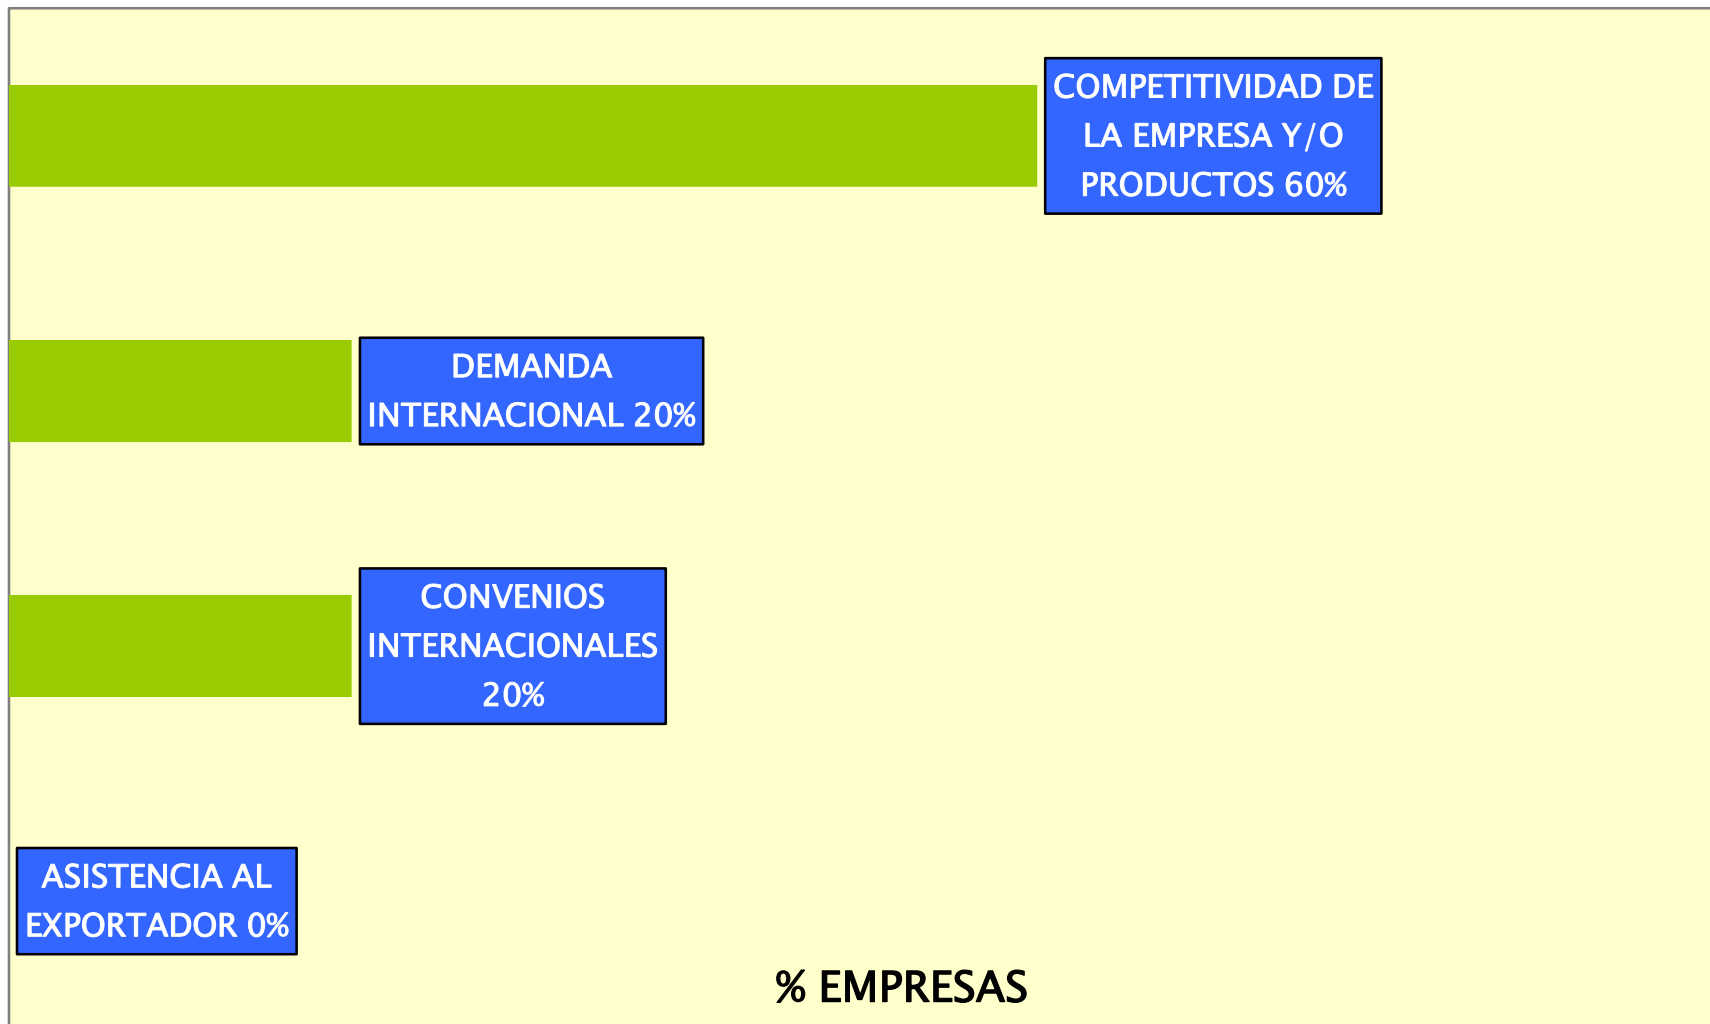 COMPETITIVIDAD DE
LA EMPRESA Y/O
PRODUCTOS 60%
DEMANDA
INTERNACIONAL 20%
CONVENIOS
INTERNACIONALES
20%
ASISTENCIA AL
EXPORTADOR 0%
% EMPRESAS